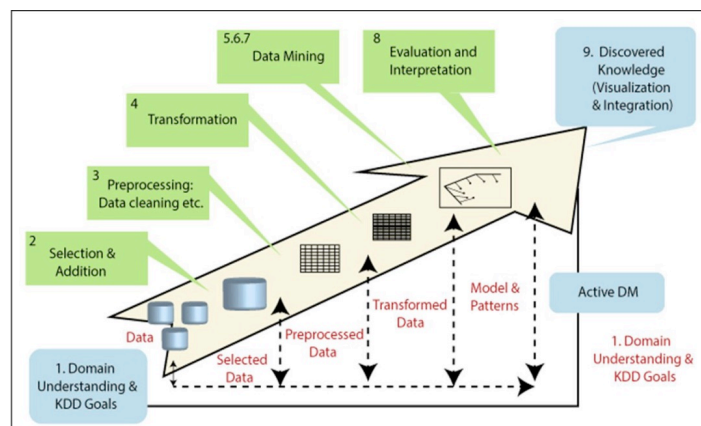 5.6.7
Data Mining
8
Evaluation and
Interpretation
9. Discovered
Knowledge
(Visualization
& Integration)
4
Transformation
3
Preprocessing:
Data cleaning etc.
2
Selection &
Addition
Data
Selected
Data
Preprocessed
Data
Transformed
Data
Model &
Patterns
Active DM
1. Domain
Understanding &
KDD Goals
1. Domain
Understanding &
KDD Goals